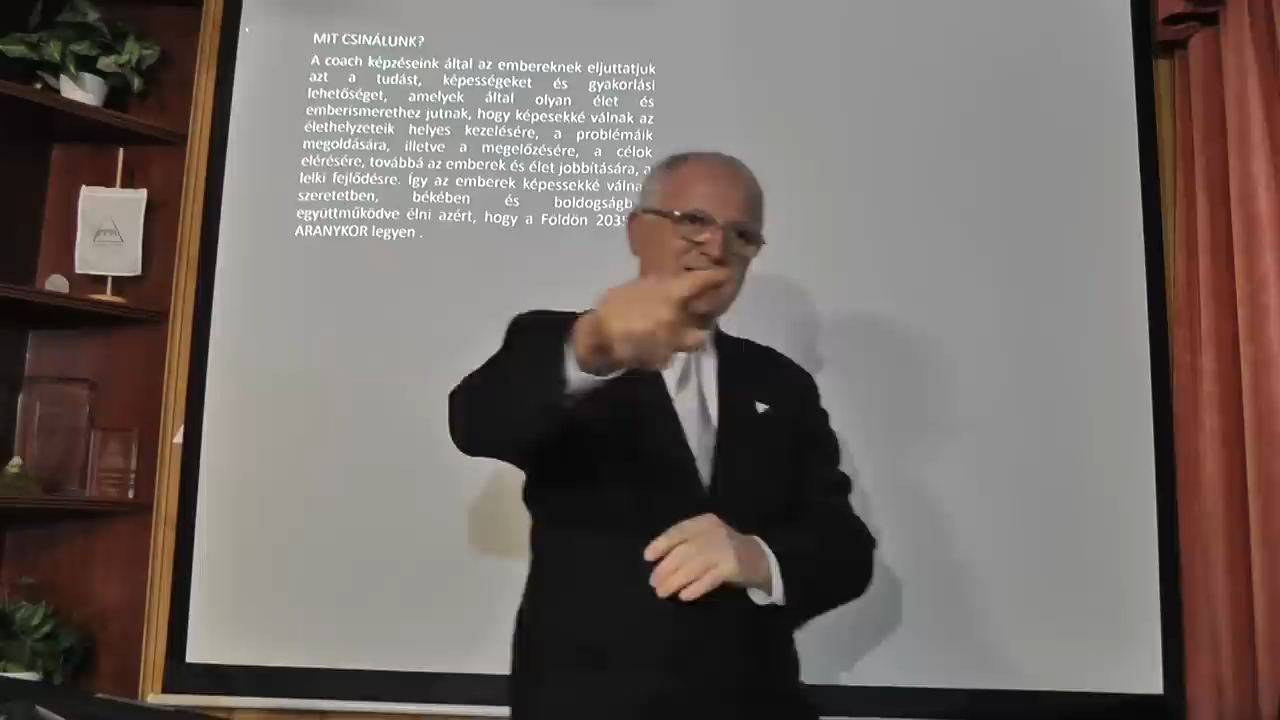 MIT CSINÁLUNK?
A coach képzéseink által az embereknek eljuttatjuk
azt a tudást, képességeket és gyakorlási
lehetőséget, amelyek által olyan élet és
emberismerethez jutnak, hogy képesekké válnak az
élethelyzeteik helyes kezelésére, a problémáik
megoldására, illetve a megelőzésére, a célok
elérésére, továbbá az emberek és élet jobbítására, a
lelki fejlődésre. Így az emberek képessekké válna
szeretetben, békében és boldogságb
együttműködve élni azért, hogy a Földön 203
ARANYKOR legyen .